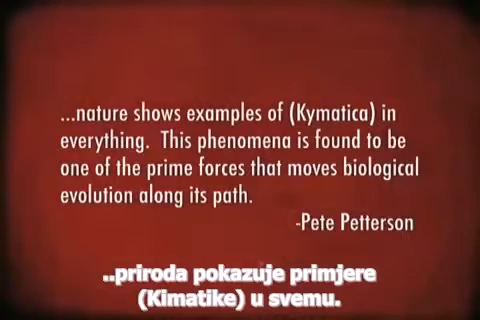 ...nature shows examples of (Kymatica) in
everything. This phenomena is found to be
one of the prime forces that moves biological
evolution along its path.
-Pete Petterson
..priroda pokazuje primjere
(Kimatike) u svemu.